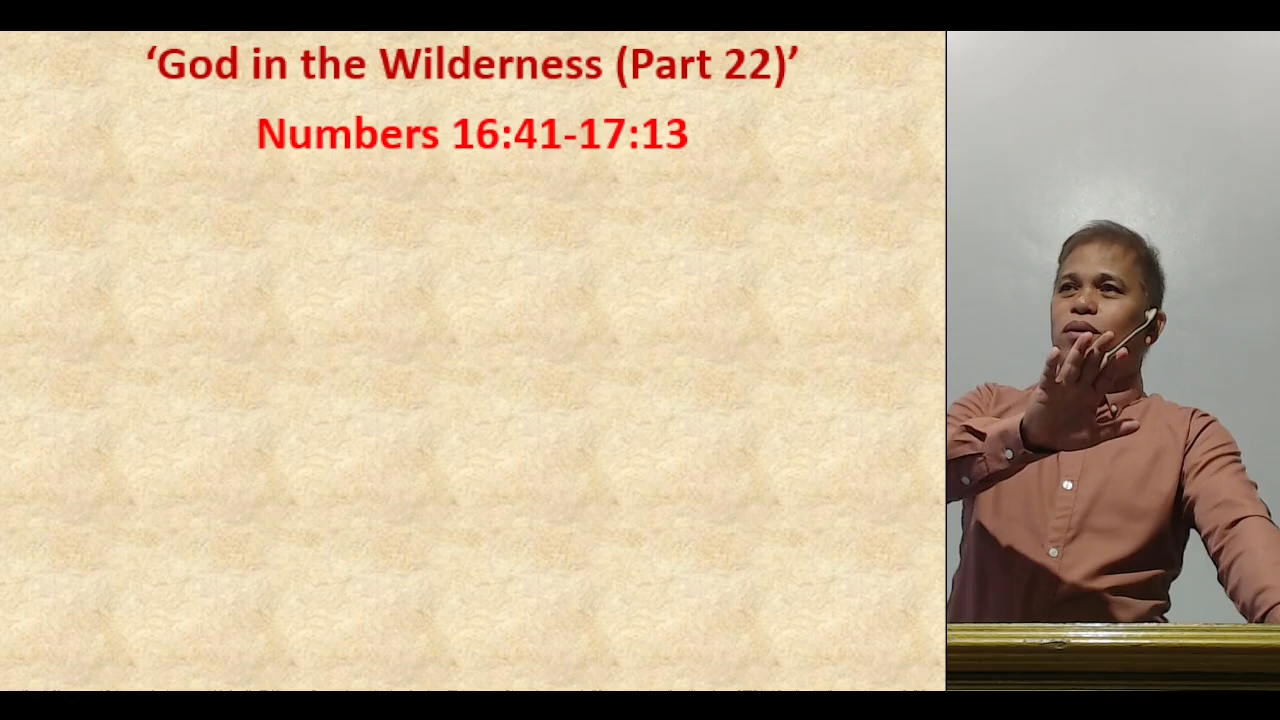 ‘God in the Wilderness (Part 22)’
Numbers 16:41-17:13